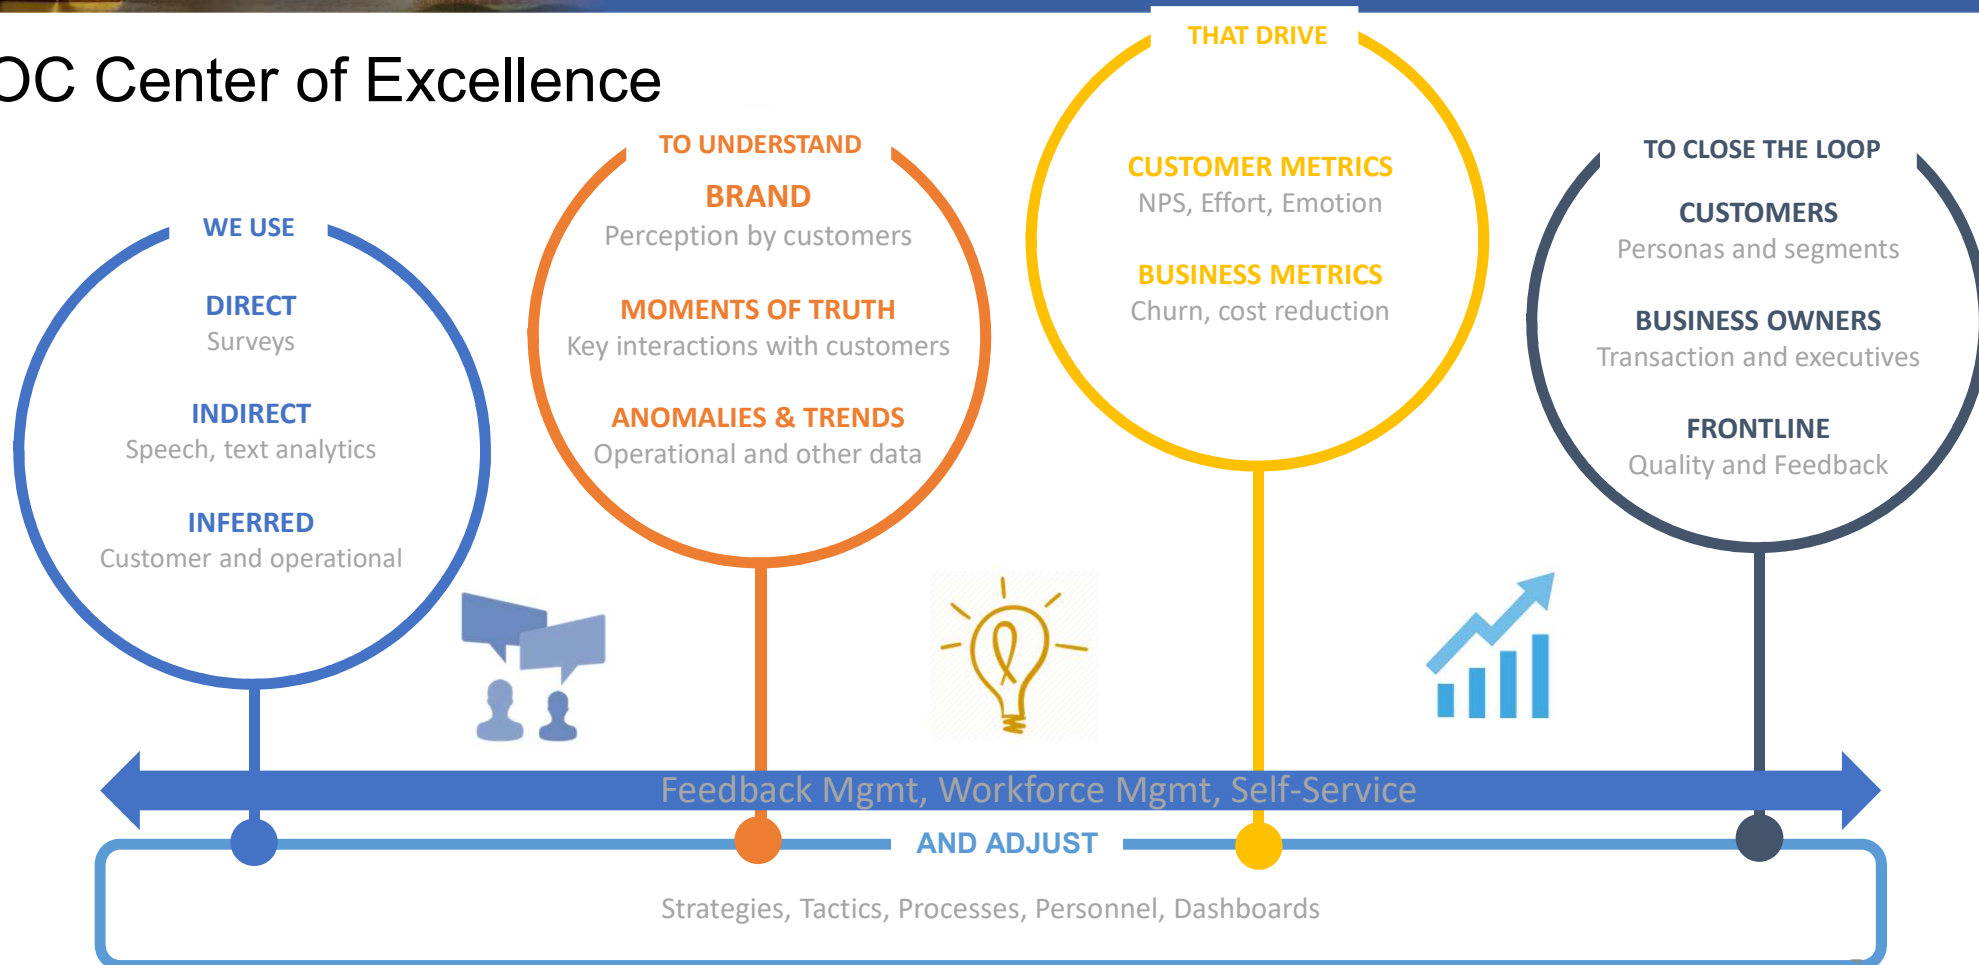 OC Center of Excellence
WE USE
DIRECT
Surveys
INDIRECT
Speech, text analytics
INFERRED
Customer and operational
TO UNDERSTAND
BRAND
Perception by customers
MOMENTS OF TRUTH
Key interactions with customers
ANOMALIES & TRENDS
Operational and other data
THAT DRIVE
CUSTOMER METRICS
NPS, Effort, Emotion
BUSINESS METRICS
Churn, cost reduction
TO CLOSE THE LOOP
CUSTOMERS
Personas and segments
BUSINESS OWNERS
Transaction and executives
FRONTLINE
Quality and Feedback
Feedback Mgmt, Workforce Mgmt, Self-Service
AND ADJUST
Strategies, Tactics, Processes, Personnel, Dashboards